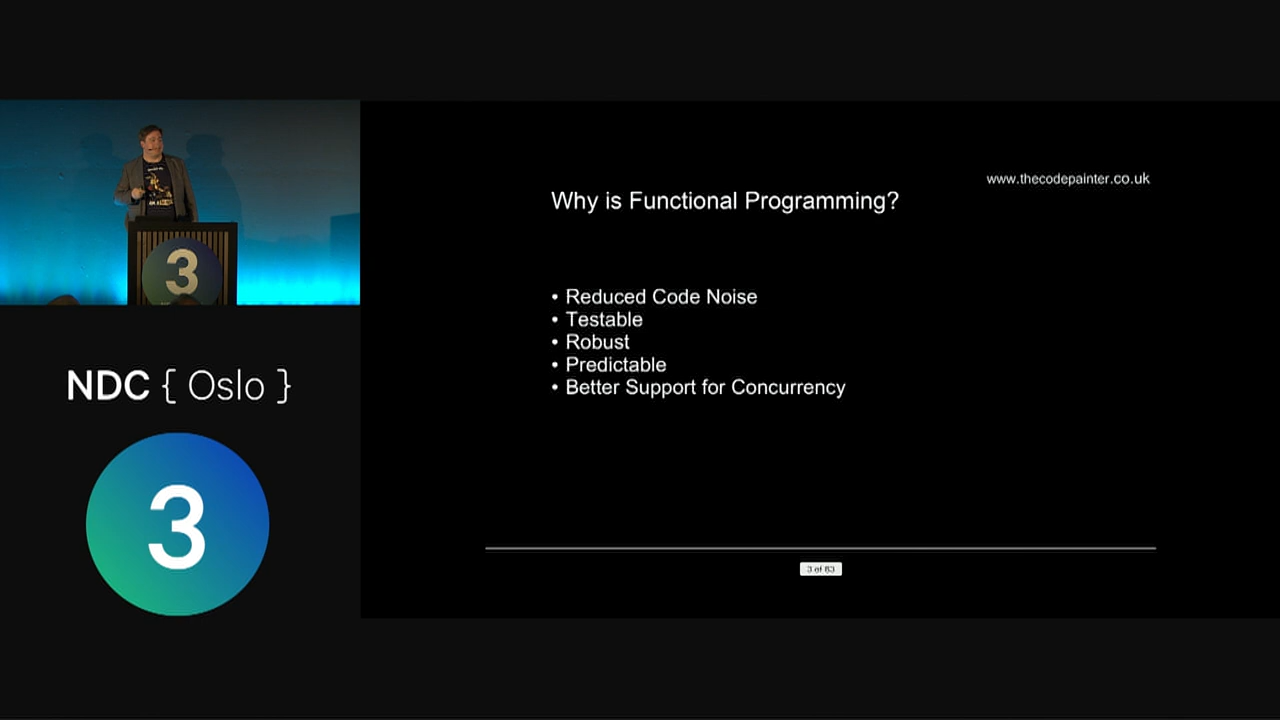 www.thecodepainter.co.uk
Why is Functional Programming?
• Reduced Code Noise
• Testable
• Robust
• Predictable
• Better Support for Concurrency
3 of 63
3
NDC { Oslo }
3